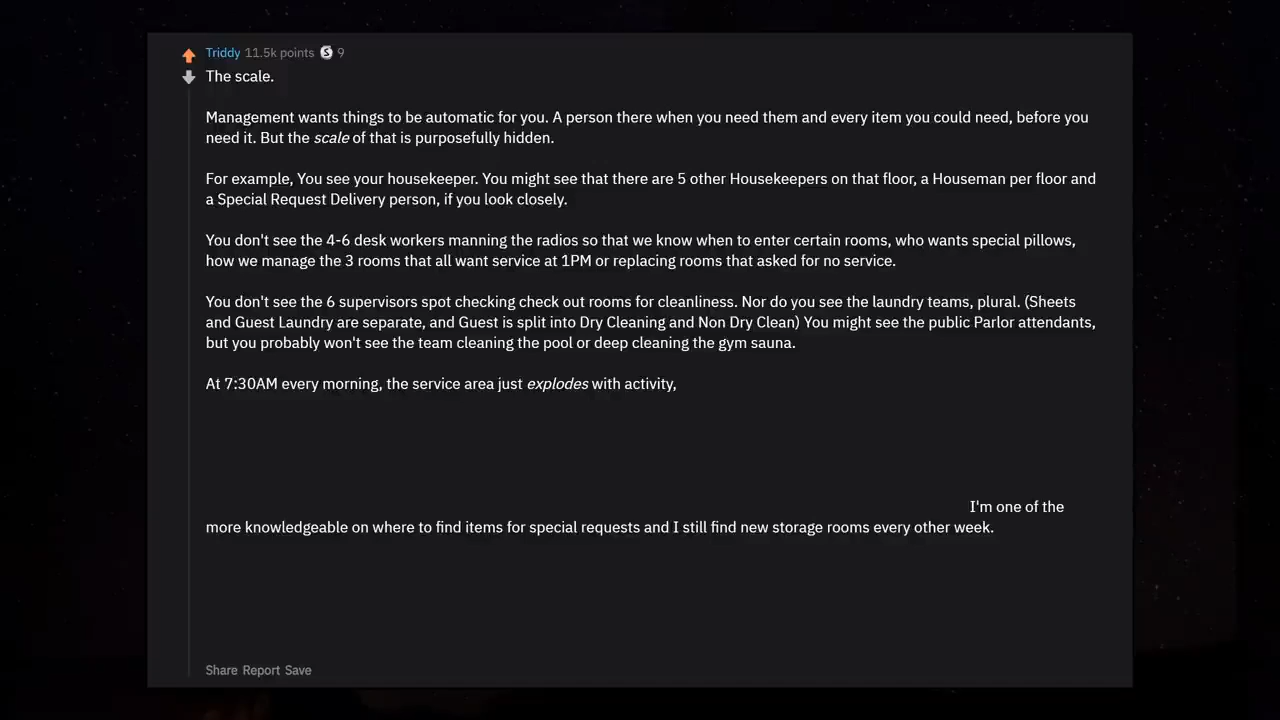 Triddy 11.5k points S 9
The scale.
Management wants things to be automatic for you. A person there when you need them and every item you could need, before you
need it. But the scale of that is purposefully hidden.
For example, You see your housekeeper. You might see that there are 5 other Housekeepers on that floor, a Houseman per floor and
a Special Request Delivery person, if you look closely.
You don't see the 4-6 desk workers manning the radios so that we know when to enter certain rooms, who wants special pillows,
how we manage the 3 rooms that all want service at 1PM or replacing rooms that asked for no service.
You don't see the 6 supervisors spot checking check out rooms for cleanliness. Nor do you see the laundry teams, plural. (Sheets
and Guest Laundry are separate, and Guest is split into Dry Cleaning and Non Dry Clean) You might see the public Parlor attendants,
but you probably won't see the team cleaning the pool or deep cleaning the gym sauna.
At 7:30AM every morning, the service area just explodes with activity,
I'm one of the
more knowledgeable on where to find items for special requests and I still find new storage rooms every other week.
Share Report Save